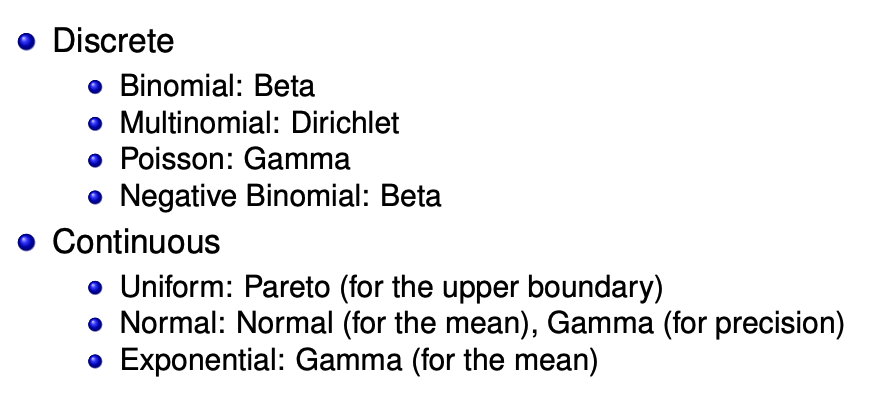 Discrete
Binomial: Beta
Multinomial: Dirichlet
Poisson: Gamma
Negative Binomial: Beta
Continuous
Uniform: Pareto (for the upper boundary)
Normal: Normal (for the mean), Gamma (for precision)
Exponential: Gamma (for the mean)